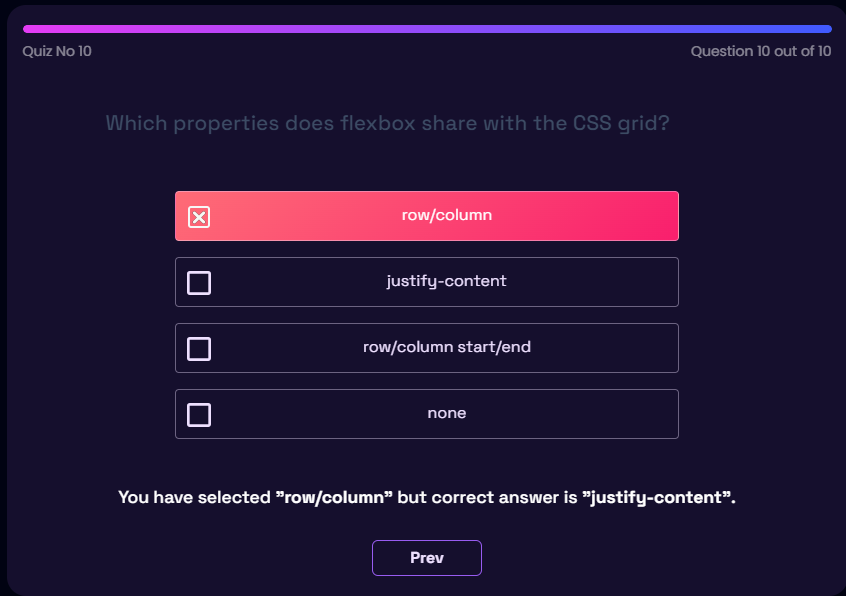 Quiz No 10
Question 10 out of 10
Which properties does flexbox share with the CSS grid?
row/column
justify-content
row/column start/end
none
You have selected ”row/column” but correct answer is ”justify-content”.
Prev